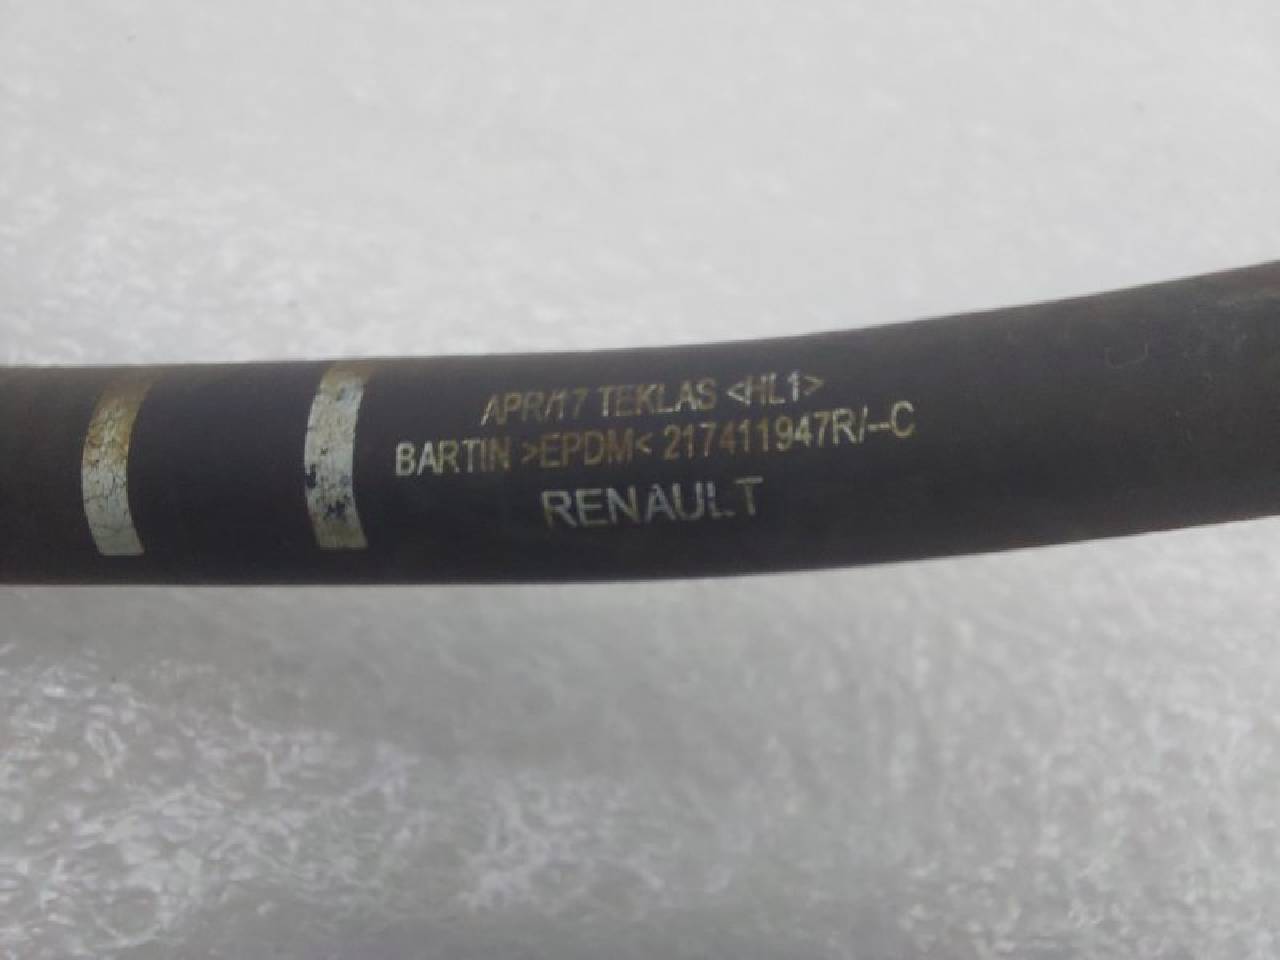 APR/17 TEKLAS <HL1>
BARTIN >EPDM< 217411947R/--C
RENAULT